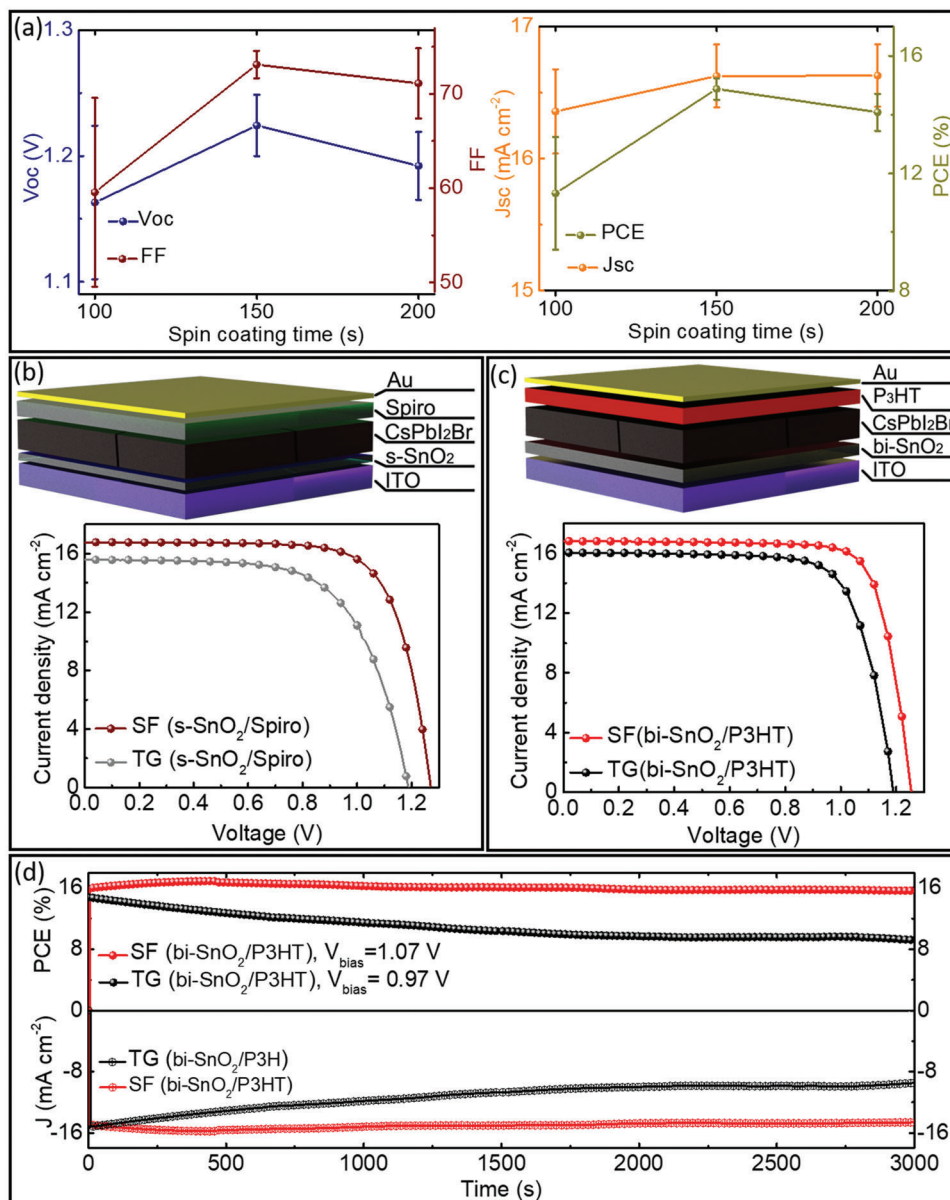 (a)
1.3
1.2
1.1
Voc (V)
70
60
50
FF
Voc
FF
100 150 200
Spin coating time (s)
17
16
15
Jsc (mA cm-2)
16
12
8
PCE (%)
PCE
Jsc
100 150 200
Spin coating time (s)
(b)
Au
Spiro
CsPbI2Br
s-SnO2
ITO
16
12
8
4
0
Current density (mA cm-2)
SF (s-SnO2/Spiro)
TG (s-SnO2/Spiro)
0.0 0.2 0.4 0.6 0.8 1.0 1.2
Voltage (V)
(c)
Au
P3HT
CsPbI2Br
bi-SnO2
ITO
16
12
8
4
0
Current density (mA cm-2)
SF(bi-SnO2/P3HT)
TG(bi-SnO2/P3HT)
0.0 0.2 0.4 0.6 0.8 1.0 1.2
Voltage (V)
(d)
16
8
0
PCE (%)
16
8
0
SF (bi-SnO2/P3HT), Vbias=1.07 V
TG (bi-SnO2/P3HT), Vbias= 0.97 V
-8
-16
J (mA cm-2)
-8
-16
TG (bi-SnO2/P3H)
SF (bi-SnO2/P3HT)
0 500 1000 1500 2000 2500 3000
Time (s)